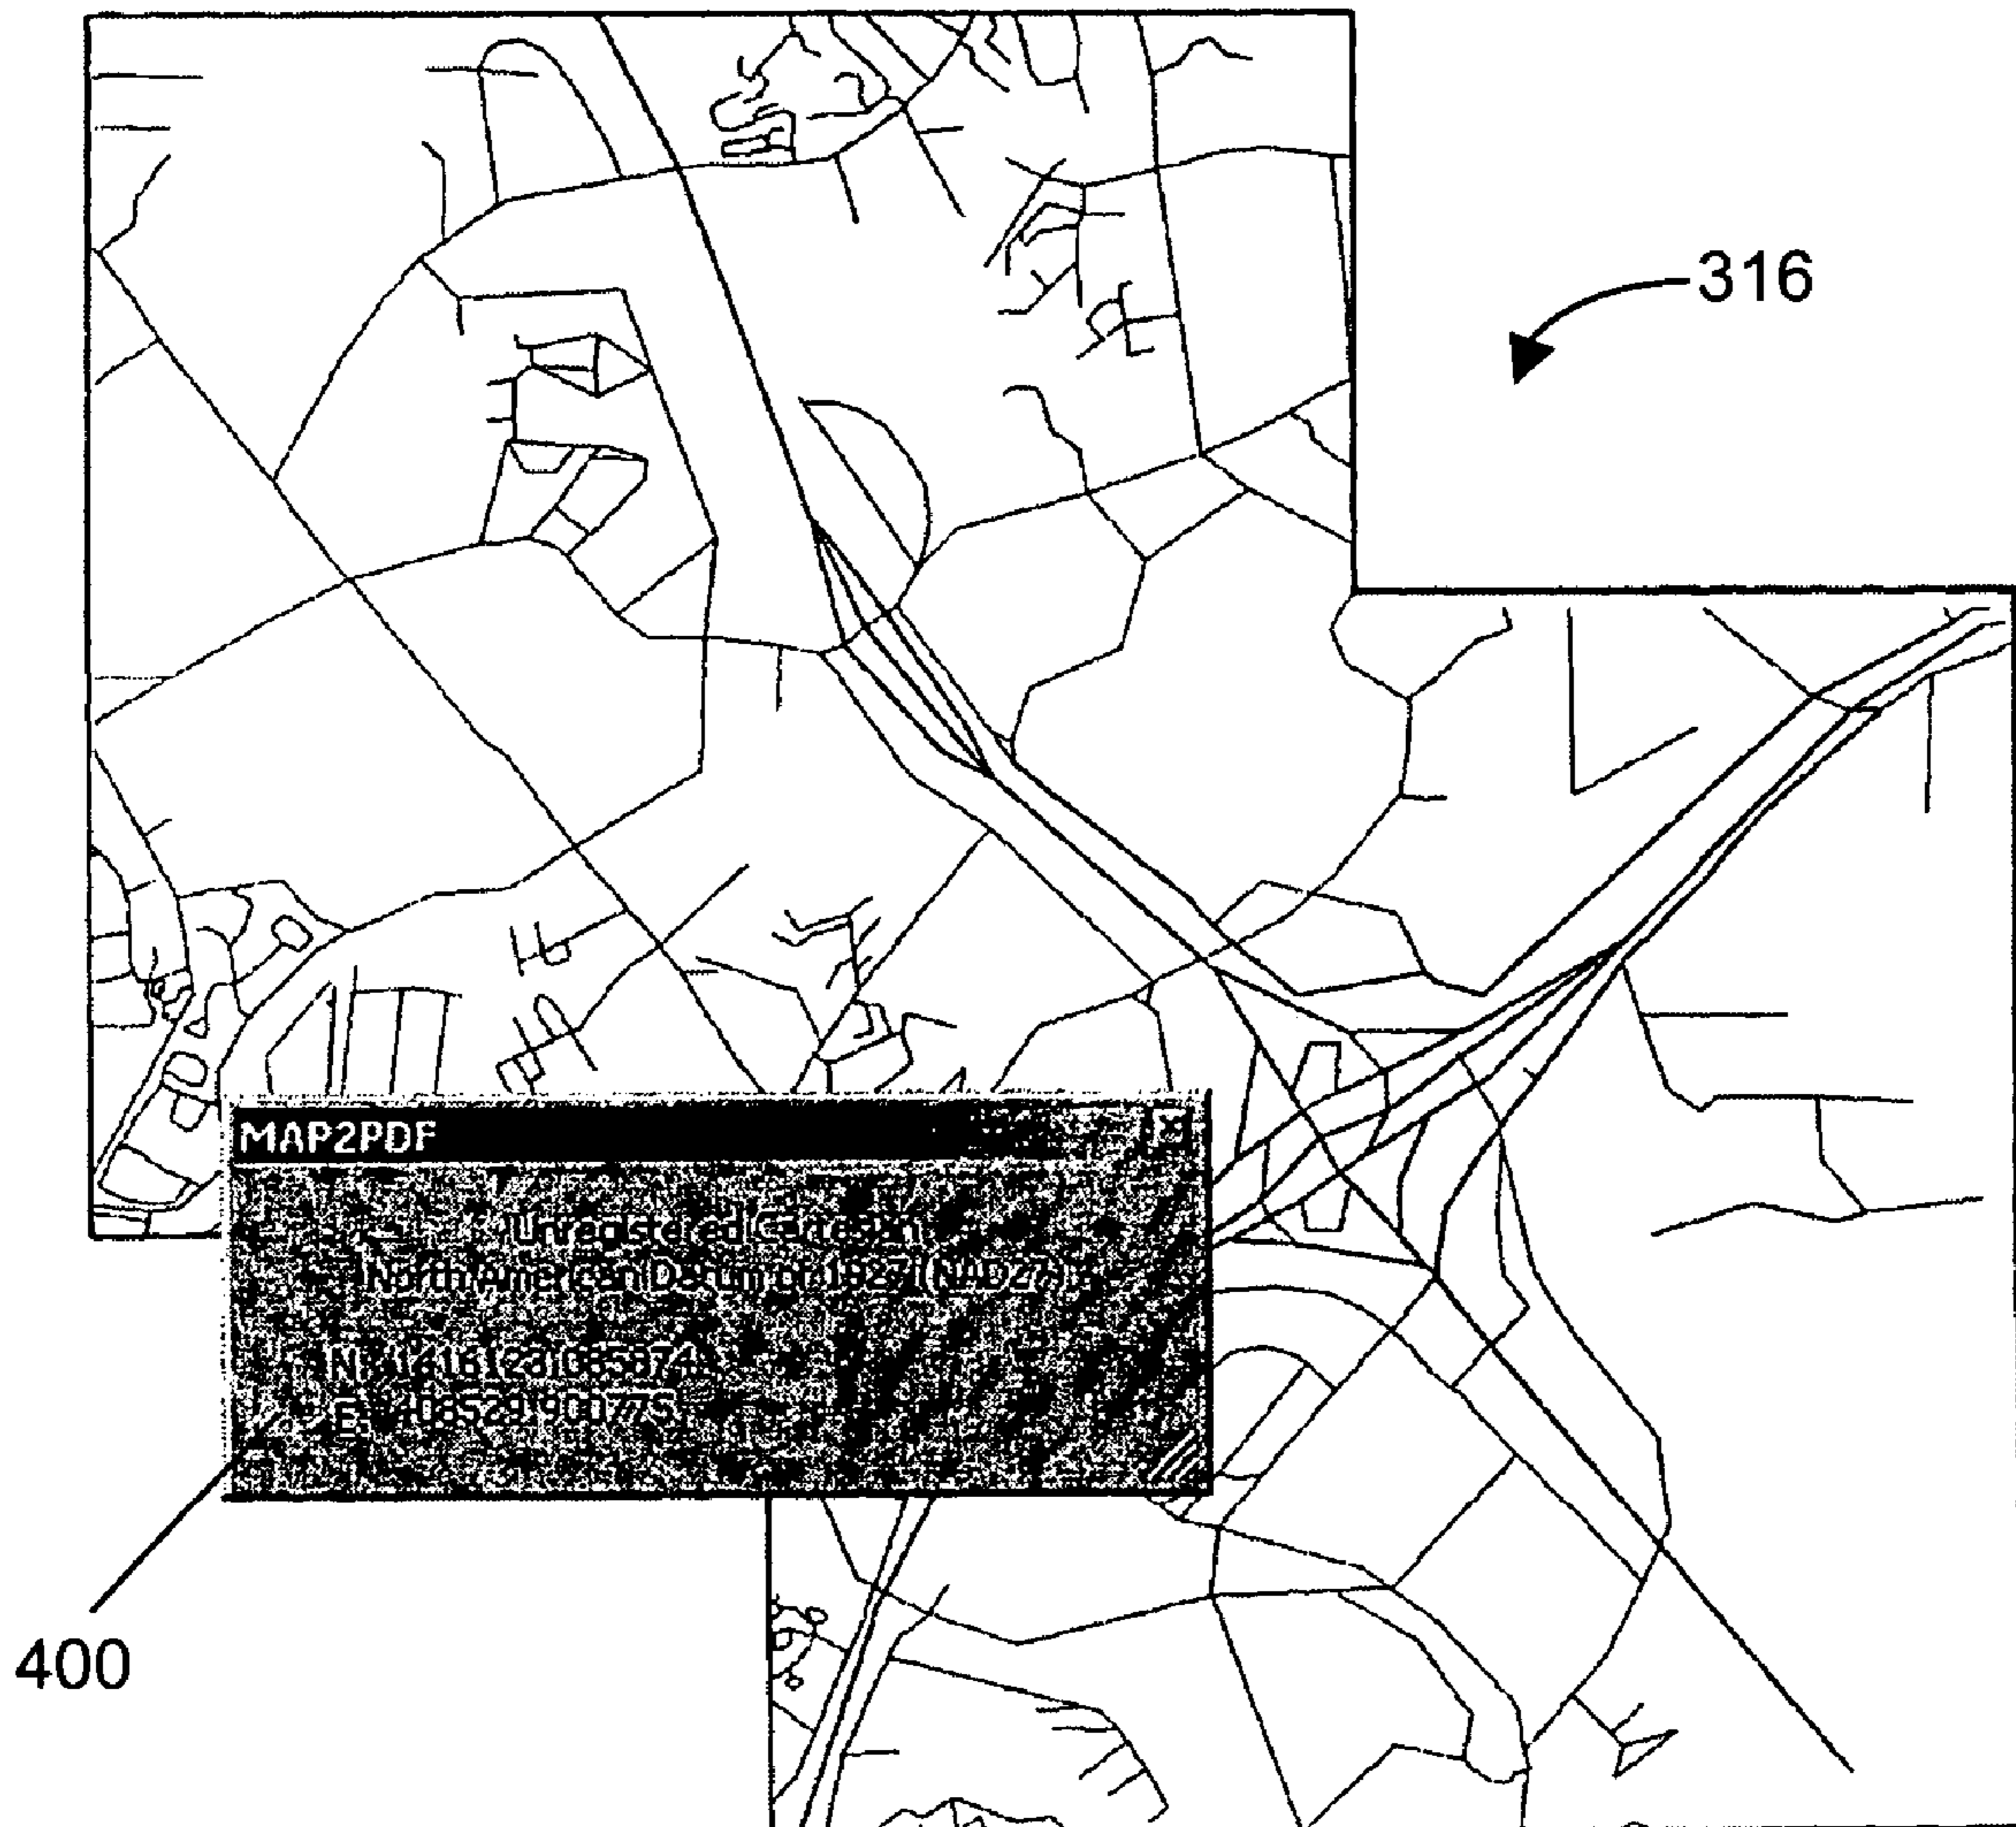 316
MAP2PDF
Unregistered Cartesian
North American Datum of 1927 (NAD27)
N:
E:
400